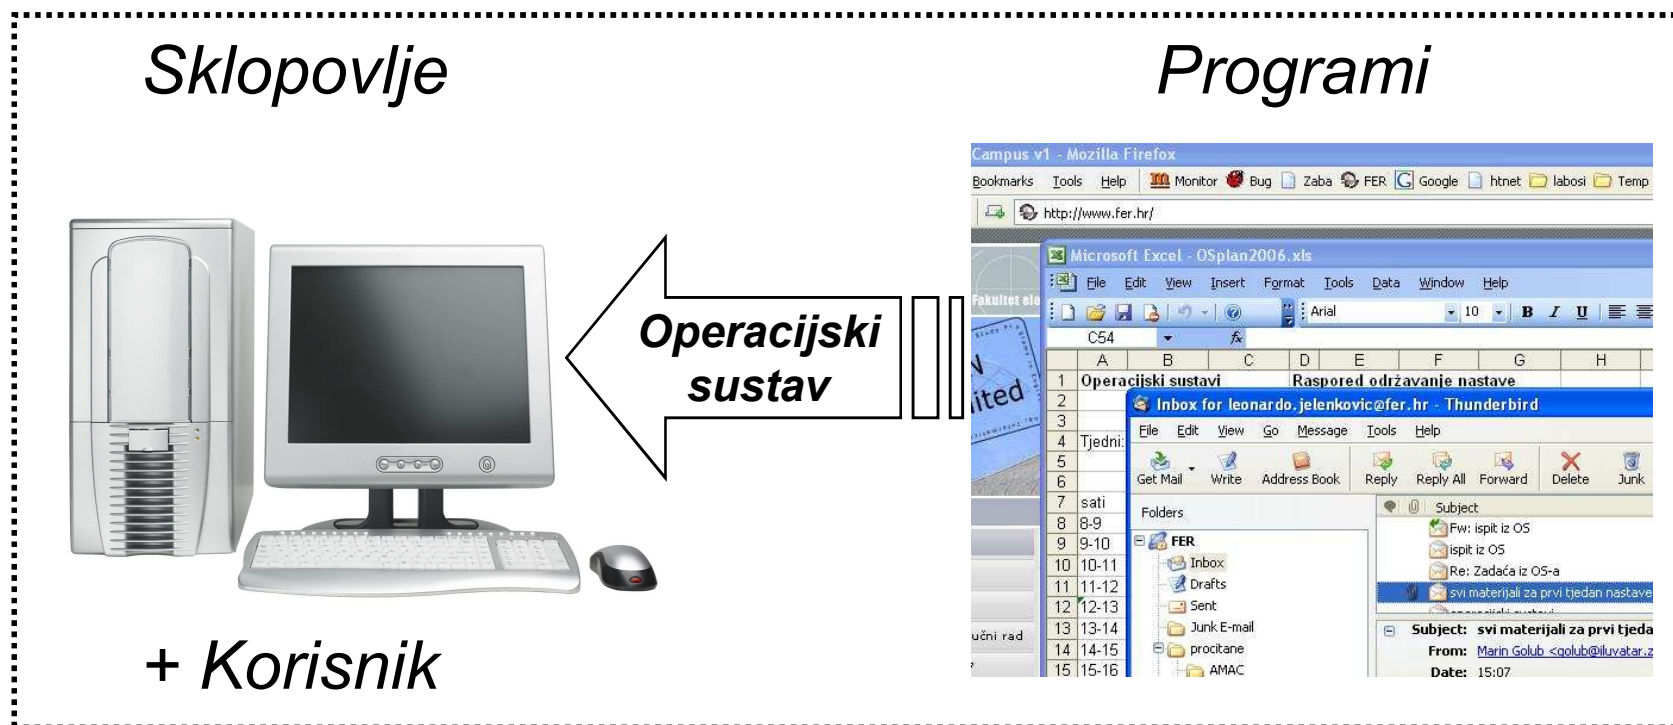 Sklopovlje
Programi
Operacijski
sustav
+ Korisnik
Campus v1 - Mozilla Firefox
Bookmarks Tools Help Monitor Bug Zaba FER Google htnet labosi Temp
http://www.fer.hr/
Microsoft Excel - OSplan2006.xls
File Edit View Insert Format Tools Data Window Help
Arial 10 B I U
C54 fx
A B C D E F G H
1 Operacijski sustavi Raspored održavanje nastave
2
3
4 Tjedni:
5
6
7 sati
8 8-9
9 9-10
10 10-11
11 11-12
12 12-13
13 13-14
14 14-15
15 15-16
Inbox for leonardo.jelenkovic@fer.hr - Thunderbird
File Edit View Go Message Tools Help
Get Mail Write Address Book Reply Reply All Forward Delete Junk
Folders
FER
Inbox
Drafts
Sent
Junk E-mail
procitane
AMAC
Subject
Fw: ispit iz OS
ispit iz OS
Re: Zadaća iz OS-a
svi materijali za prvi tjedan nastave
Subject: svi materijali za prvi tjeda
From: Marin Golub <golub@iluvatar.z
Date: 15:07
učni rad